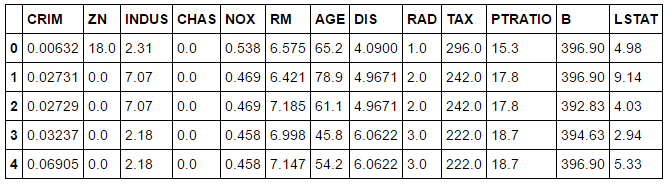 CRIM ZN INDUS CHAS NOX RM AGE DIS RAD TAX PTRATIO B LSTAT
0 0.00632 18.0 2.31 0.0 0.538 6.575 65.2 4.0900 1.0 296.0 15.3 396.90 4.98
1 0.02731 0.0 7.07 0.0 0.469 6.421 78.9 4.9671 2.0 242.0 17.8 396.90 9.14
2 0.02729 0.0 7.07 0.0 0.469 7.185 61.1 4.9671 2.0 242.0 17.8 392.83 4.03
3 0.03237 0.0 2.18 0.0 0.458 6.998 45.8 6.0622 3.0 222.0 18.7 394.63 2.94
4 0.06905 0.0 2.18 0.0 0.458 7.147 54.2 6.0622 3.0 222.0 18.7 396.90 5.33